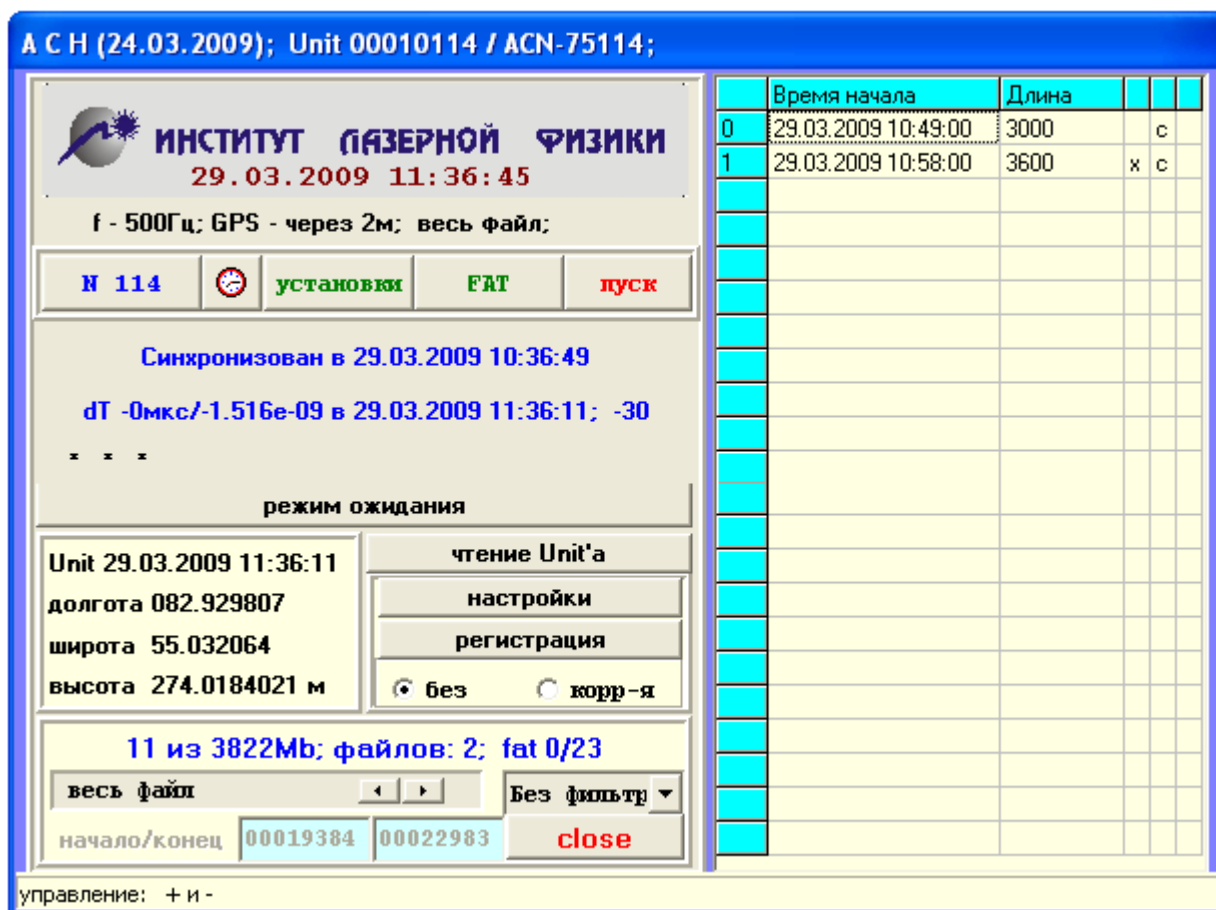 А С Н (24.03.2009); Unit 00010114 / ACN-75114;
ИНСТИТУТ ЛАЗЕРНОЙ ФИЗИКИ
29.03.2009 11:36:45
f - 500Гц; GPS - через 2м; весь файл;
N 114 установки FAT пуск
Синхронизован в 29.03.2009 10:36:49
dT -0мкс/-1.516e-09 в 29.03.2009 11:36:11; -30
* * *
режим ожидания
Unit 29.03.2009 11:36:11
долгота 082.929807
широта 55.032064
высота 274.0184021 м
чтение Unit'а
настройки
регистрация
без корр-я
11 из 3822Mb; файлов: 2; fat 0/23
весь файл
Без фильтр
начало/конец 00019384 00022983 close
Время начала Длина
0 29.03.2009 10:49:00 3000 c
1 29.03.2009 10:58:00 3600 x c
управление: + и -